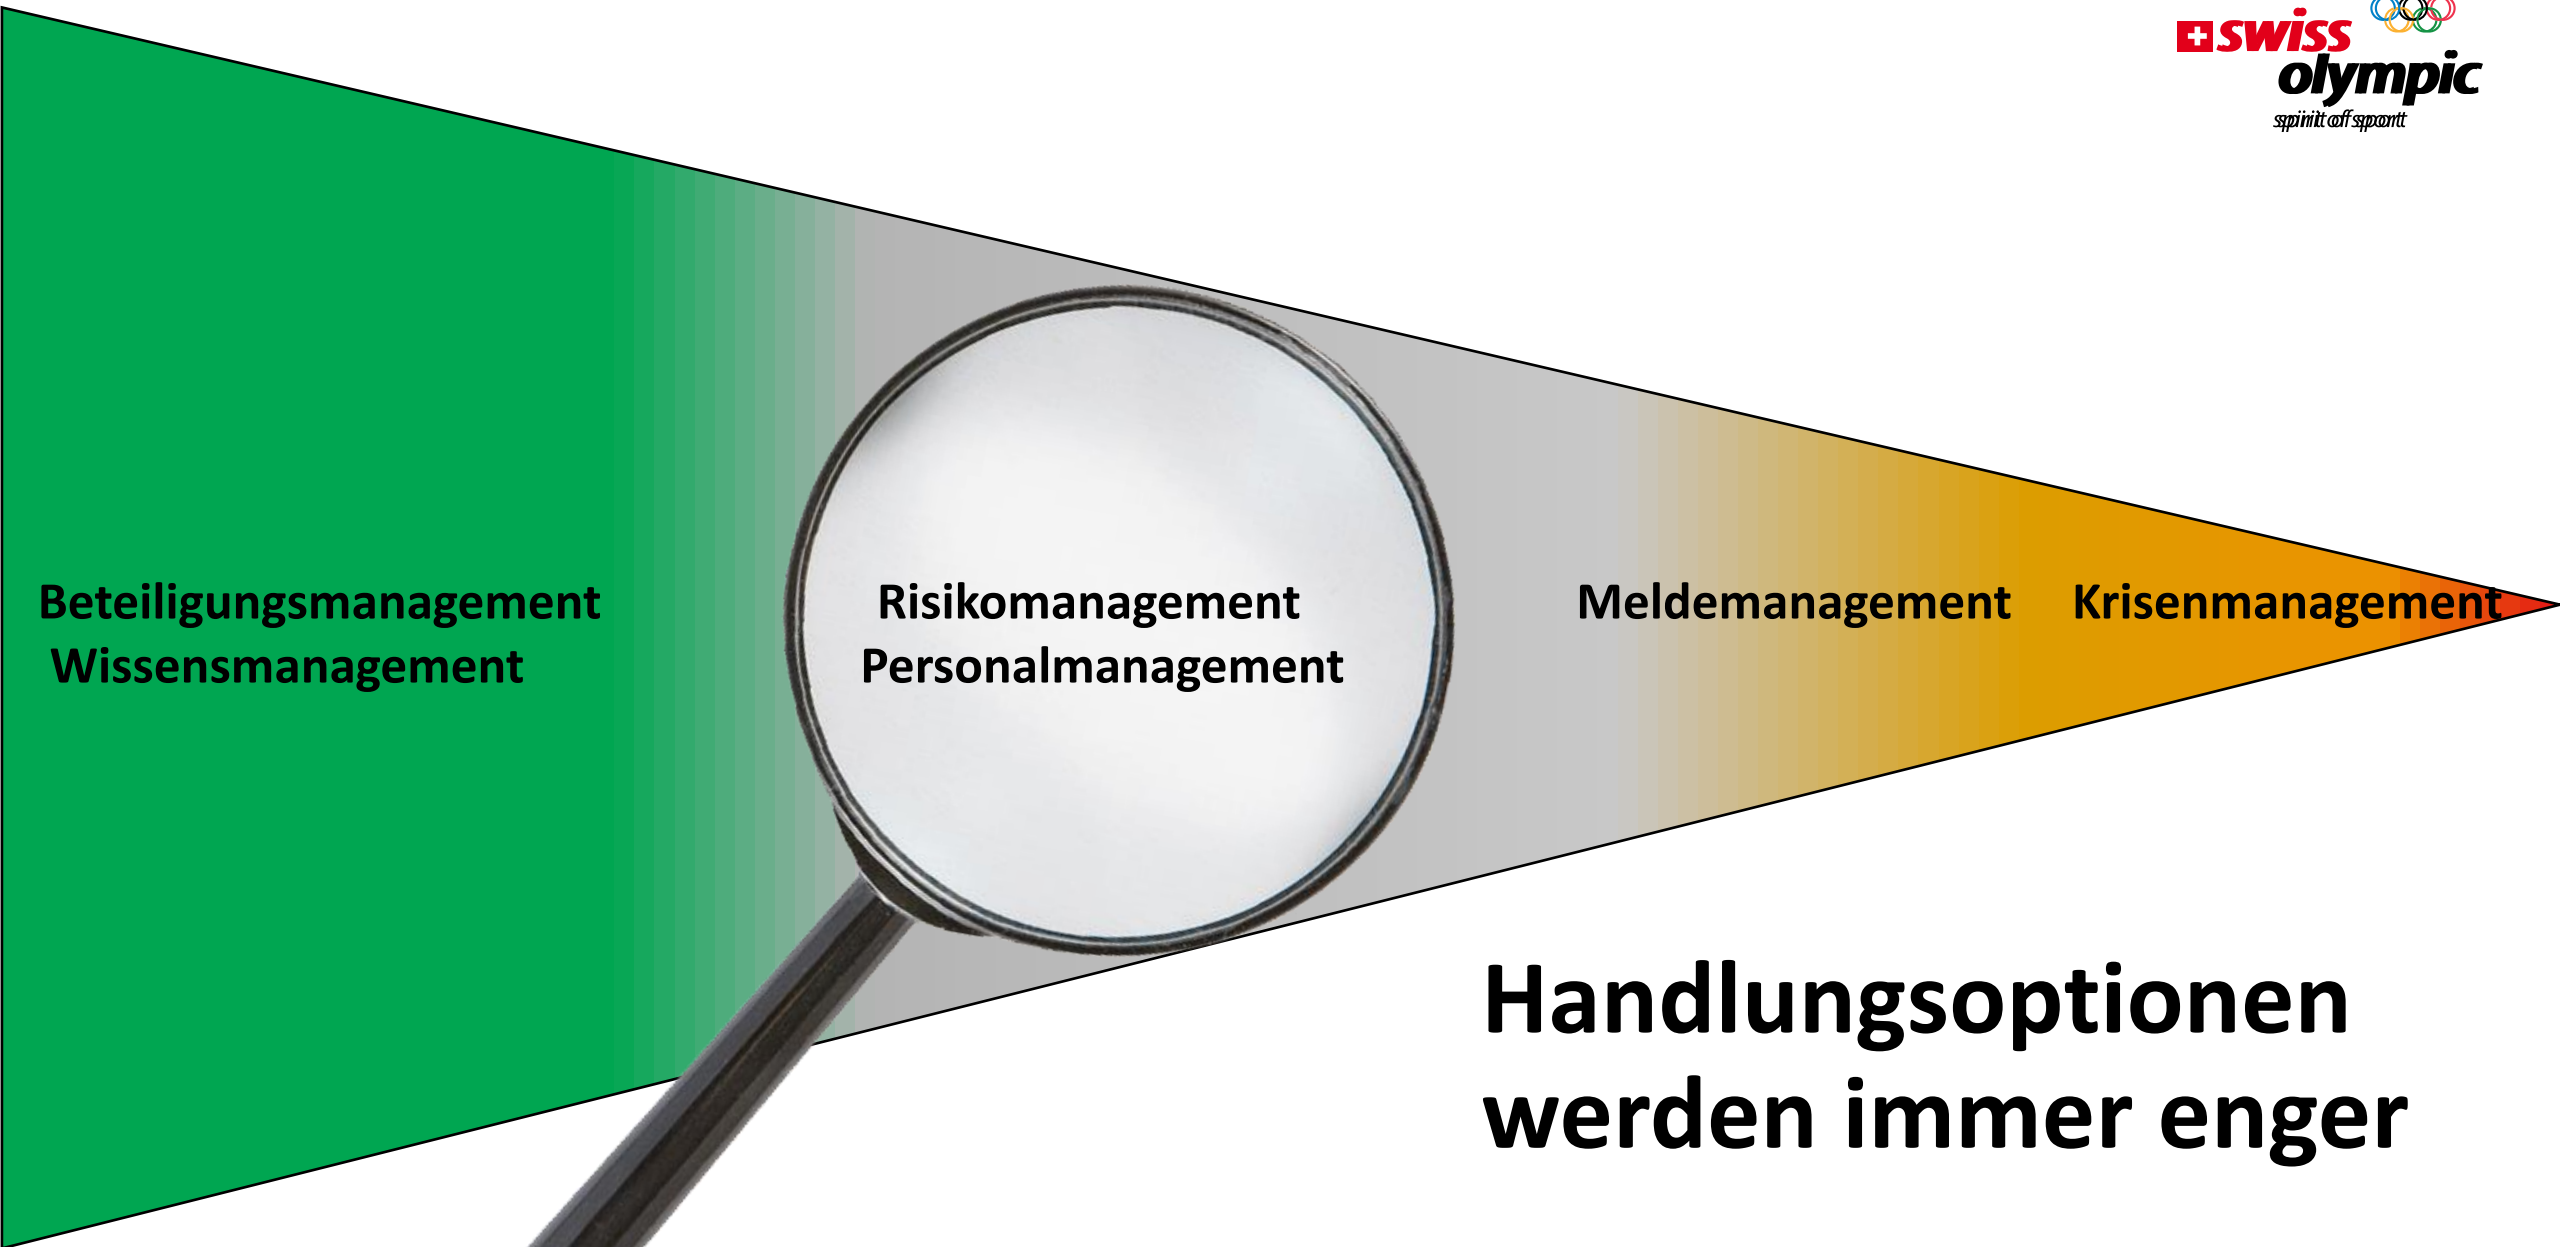 swiss
olympic
spirit of sport
Beteiligungsmanagement
Wissensmanagement
Risikomanagement
Personalmanagement
Meldemanagement
Krisenmanagement
Handlungsoptionen
werden immer enger